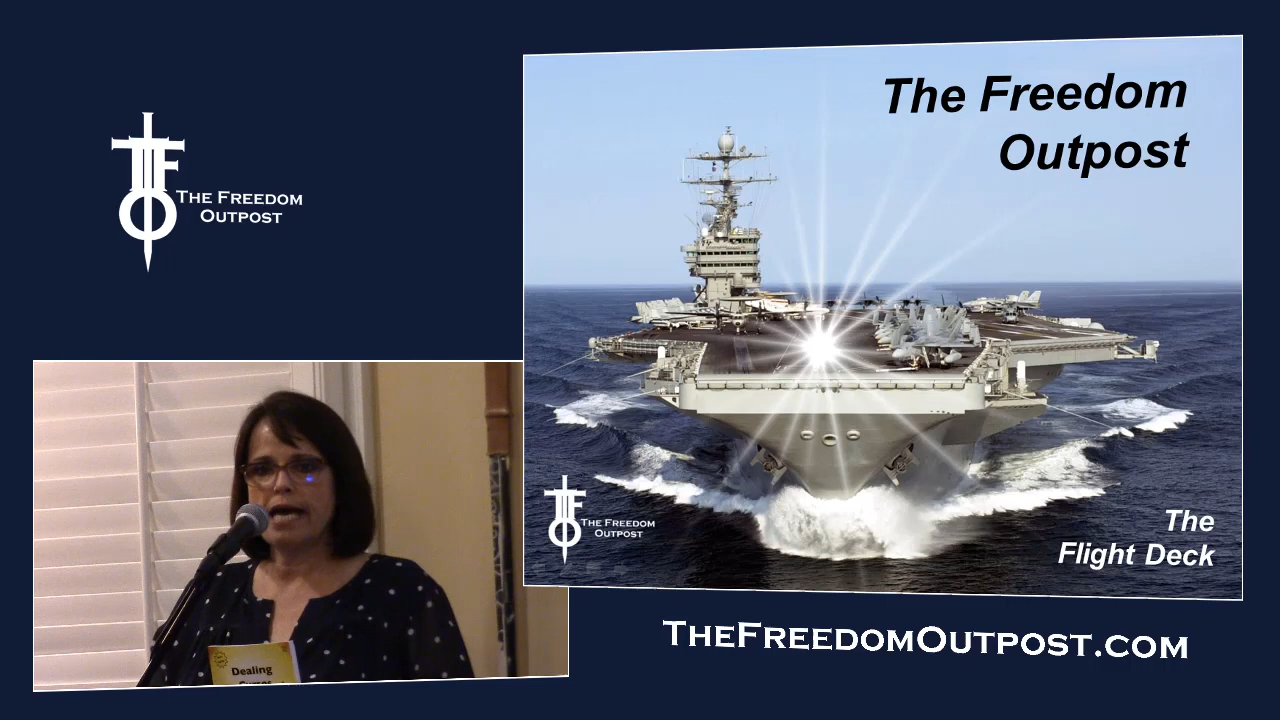 The Freedom
Outpost
THE FREEDOM
OUTPOST
THE FREEDOM
OUTPOST
The
Flight Deck
Dealing
THEFREEDOMOUTPOST.COM